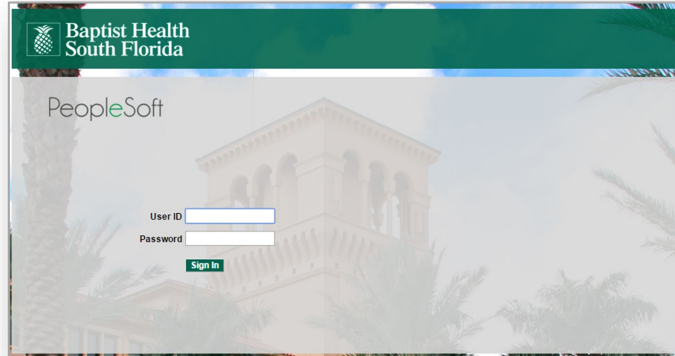 Baptist Health
South Florida
PeopleSoft
User ID
Password
Sign In